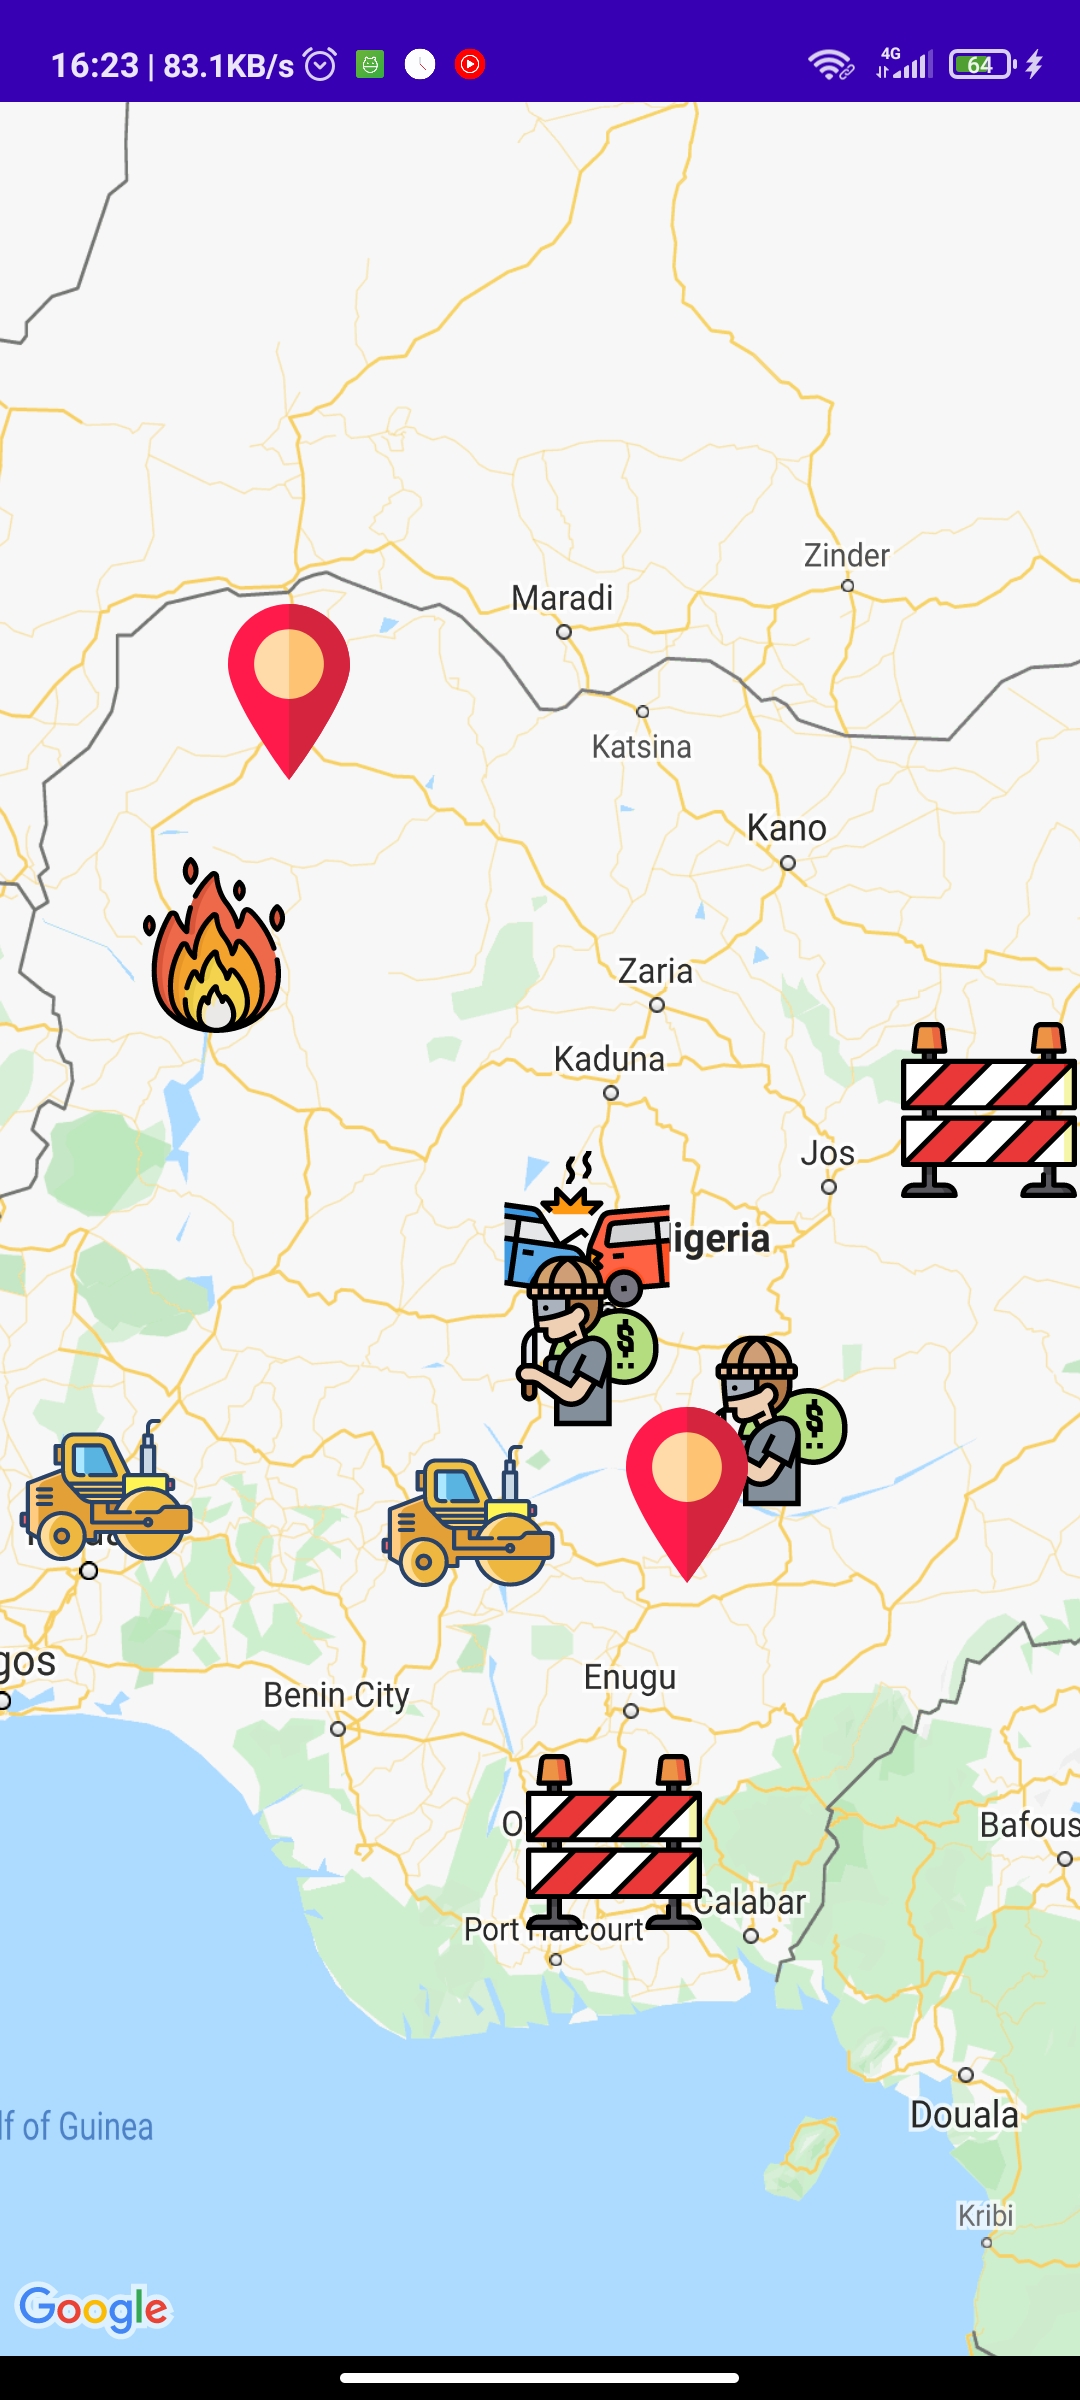 16:23 | 83.1KB/s
4G
64
Zinder
Maradi
Katsina
Kano
Zaria
Kaduna
Jos
igeria
$
$
gos
Enugu
Benin City
Bafous
Calabar
Port Harcourt
Douala
lf of Guinea
Kribi
Google